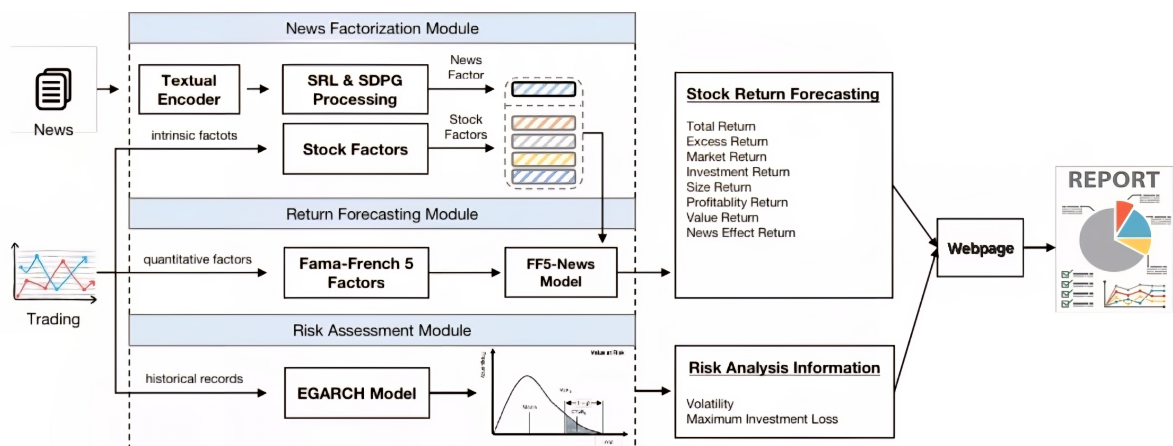 News Factorization Module
News
Textual
Encoder
SRL & SDPG
Processing
News
Factor
intrinsic factots
Stock Factors
Stock
Factors
Return Forecasting Module
Trading
quantitative factors
Fama-French 5
Factors
FF5-News
Model
Risk Assessment Module
historical records
EGARCH Model
Frequency
Value at Risk
1 - β
Stock Return Forecasting
Total Return
Excess Return
Market Return
Investment Return
Size Return
Profitablity Return
Value Return
News Effect Return
Risk Analysis Information
Volatility
Maximum Investment Loss
Webpage
REPORT